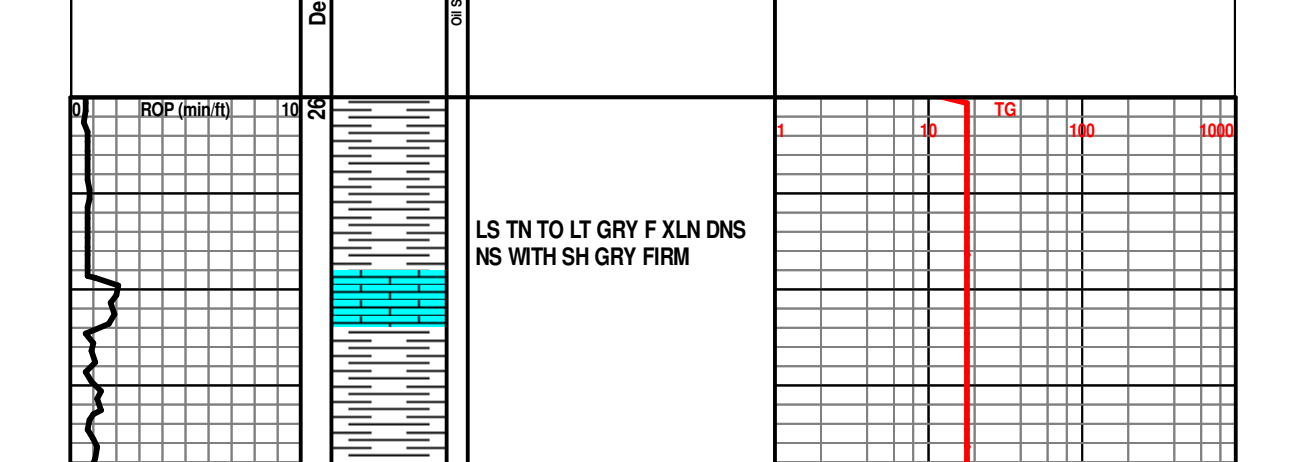 De
Oil S
0 ROP (min/ft) 10
26
TG
1 10 100 1000
LS TN TO LT GRY F XLN DNS
NS WITH SH GRY FIRM